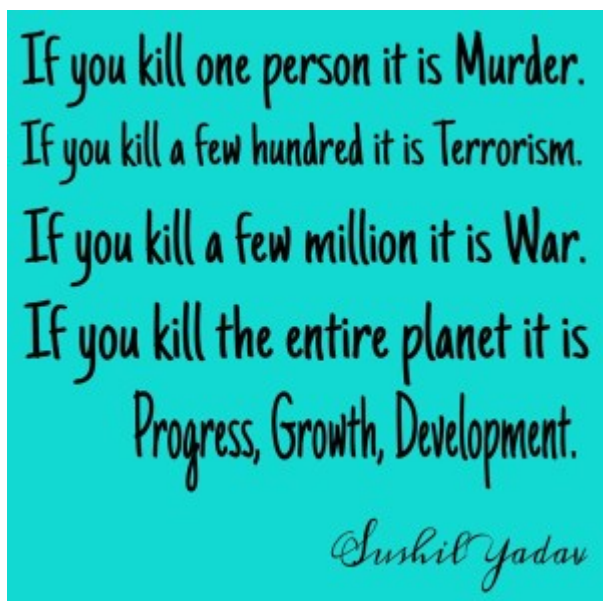 If you kill one person it is Murder.
If you kill a few hundred it is Terrorism.
If you kill a few million it is War.
If you kill the entire planet it is
Progress, Growth, Development.
Sushil Yadav